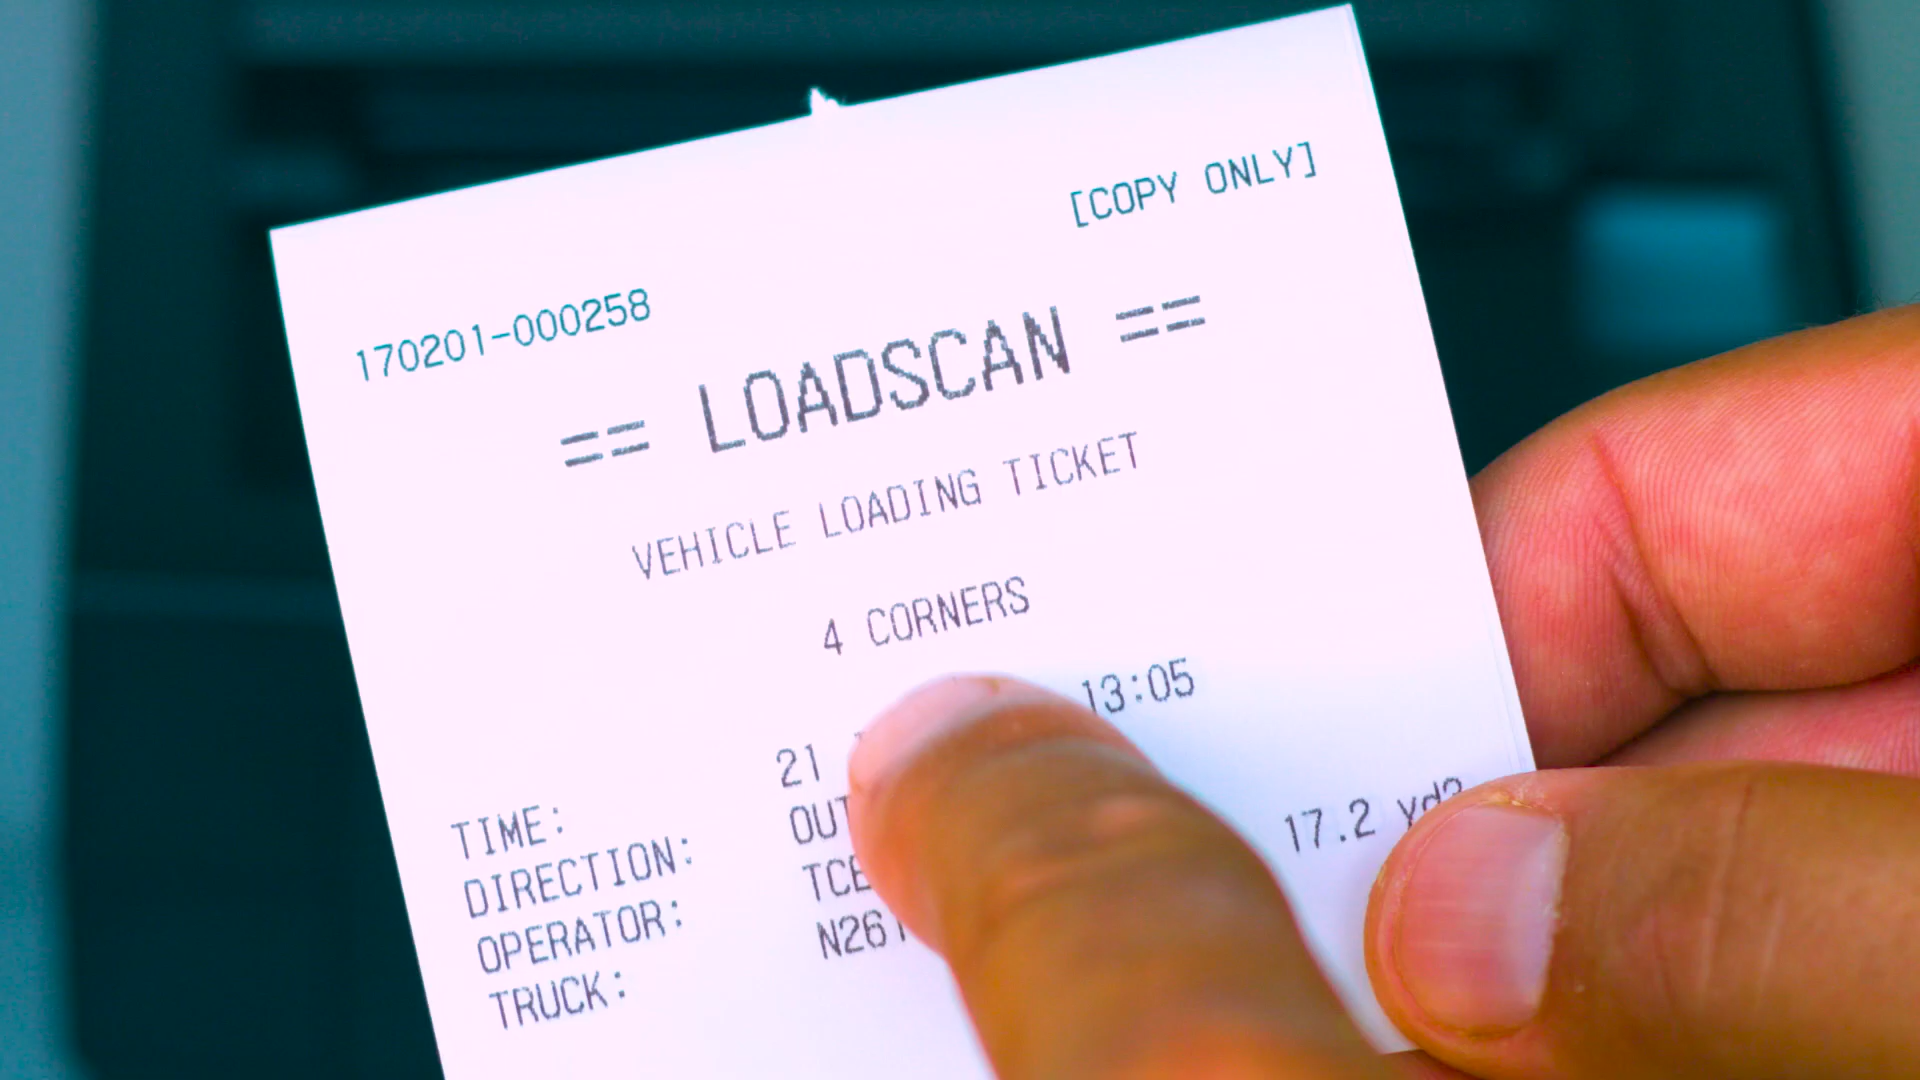 [COPY ONLY]
170201-000258
== LOADSCAN ==
VEHICLE LOADING TICKET
4 CORNERS
TIME: 21 13:05
DIRECTION: OUT
OPERATOR:
TRUCK: 17.2